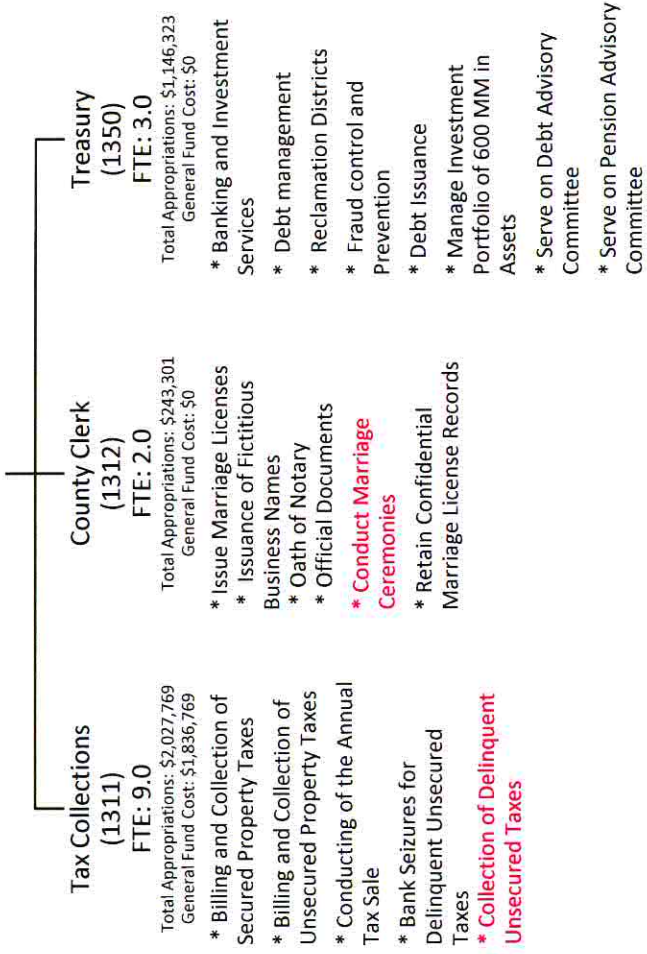 Tax Collections
(1311)
FTE: 9.0
Total Appropriations: $2,027,769
General Fund Cost: $1,836,769
* Billing and Collection of
Secured Property Taxes
* Billing and Collection of
Unsecured Property Taxes
* Conducting of the Annual
Tax Sale
* Bank Seizures for
Delinquent Unsecured
Taxes
* Collection of Delinquent
Unsecured Taxes
County Clerk
(1312)
FTE: 2.0
Total Appropriations: $243,301
General Fund Cost: $0
* Issue Marriage Licenses
* Issuance of Fictitious
Business Names
* Oath of Notary
* Official Documents
* Conduct Marriage
Ceremonies
* Retain Confidential
Marriage License Records
Treasury
(1350)
FTE: 3.0
Total Appropriations: $1,146,323
General Fund Cost: $0
* Banking and Investment
Services
* Debt management
* Reclamation Districts
* Fraud control and
Prevention
* Debt Issuance
* Manage Investment
Portfolio of 600 MM in
Assets
* Serve on Debt Advisory
Committee
* Serve on Pension Advisory
Committee